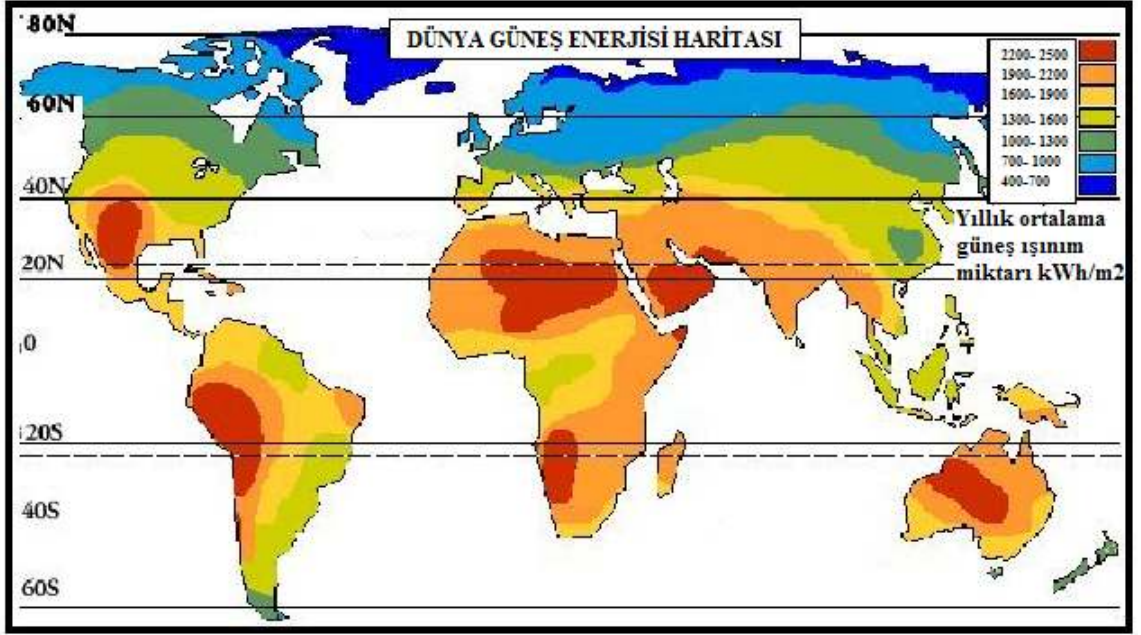 80N
DÜNYA GÜNEŞ ENERJİSİ HARİTASI
2200- 2500
1900- 2200
1600- 1900
1300- 1600
1000- 1300
700- 1000
400-700
60N
40N
Yıllık ortalama
güneş ışınım
miktarı kWh/m2
20N
0
20S
40S
60S